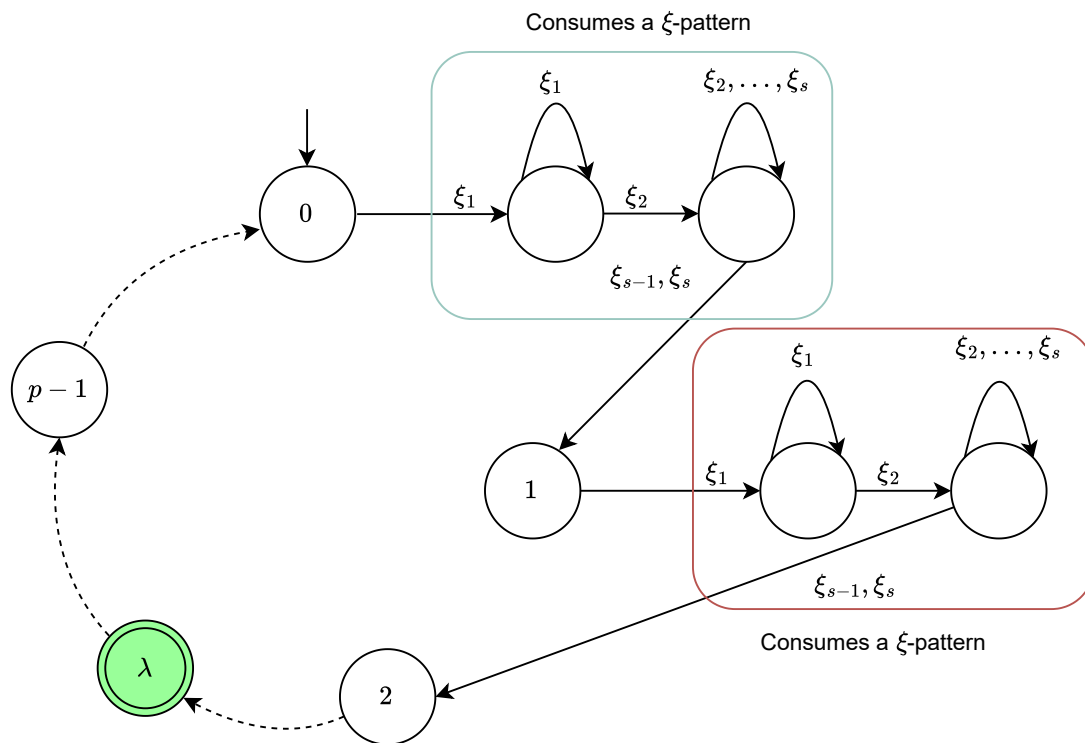 Consumes a ξ-pattern
ξ₁
ξ₂, . . . , ξₛ
0
ξ₁
ξ₂
ξₛ₋₁, ξₛ
p − 1
ξ₁
ξ₂, . . . , ξₛ
1
ξ₁
ξ₂
ξₛ₋₁, ξₛ
Consumes a ξ-pattern
λ
2